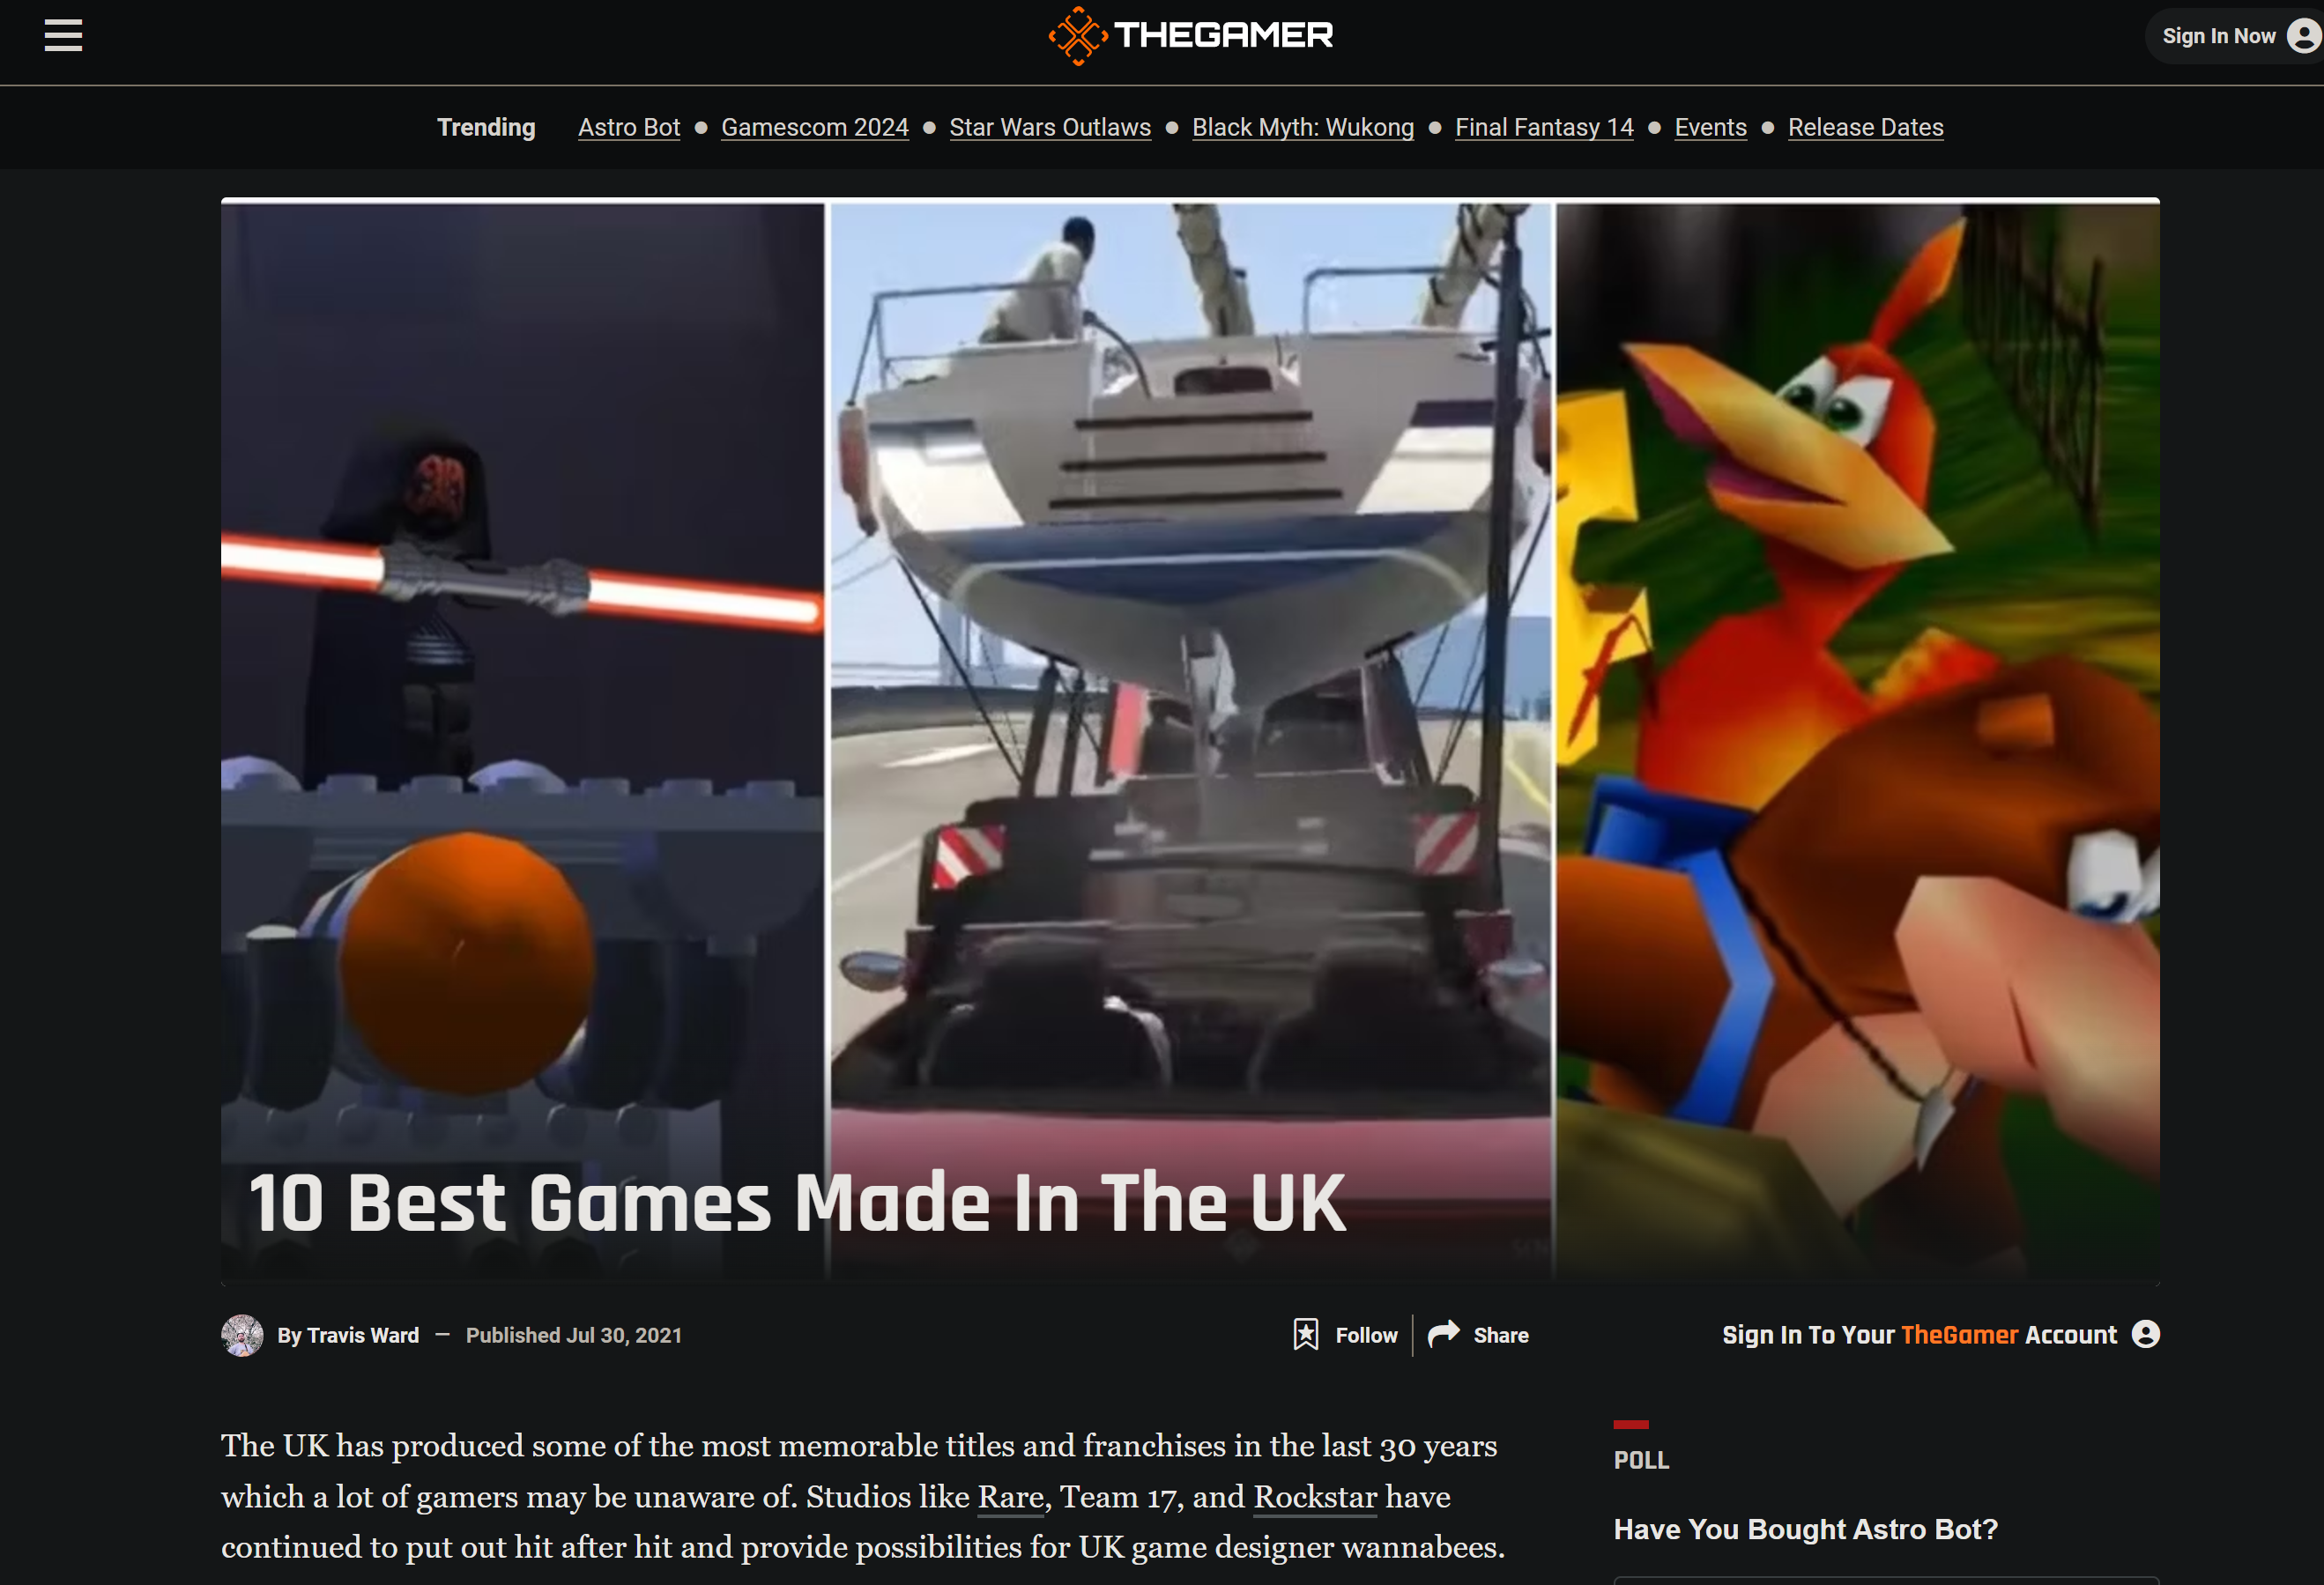 THEGAMER
Sign In Now
Trending
Astro Bot ● Gamescom 2024 ● Star Wars Outlaws ● Black Myth: Wukong ● Final Fantasy 14 ● Events ● Release Dates
10 Best Games Made In The UK
By Travis Ward — Published Jul 30, 2021
Follow
Share
Sign In To Your TheGamer Account
The UK has produced some of the most memorable titles and franchises in the last 30 years
which a lot of gamers may be unaware of. Studios like Rare, Team 17, and Rockstar have
continued to put out hit after hit and provide possibilities for UK game designer wannabees.
POLL
Have You Bought Astro Bot?